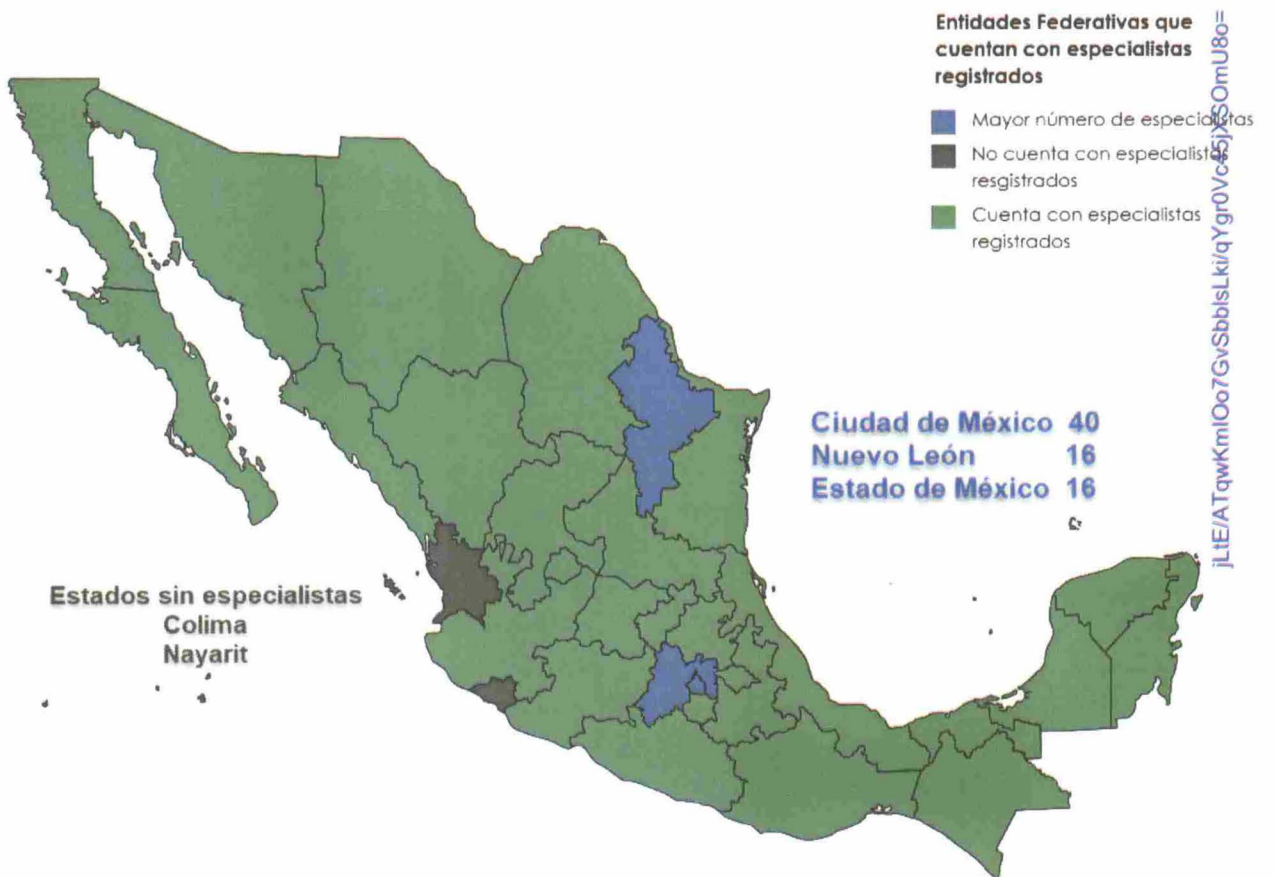 Entidades Federativas que
cuentan con especialistas
registrados
Mayor número de especialistas
No cuenta con especialistas
resgistrados
Cuenta con especialistas
registrados
Ciudad de México 40
Nuevo León 16
Estado de México 16
Estados sin especialistas
Colima
Nayarit